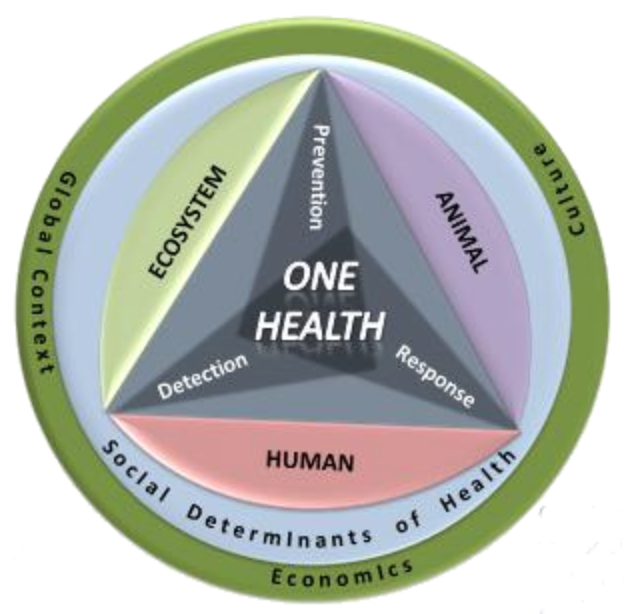 Global Context
Culture
Economics
Social Determinants of Health
ECOSYSTEM
ANIMAL
HUMAN
Prevention
Detection
Response
ONE
HEALTH